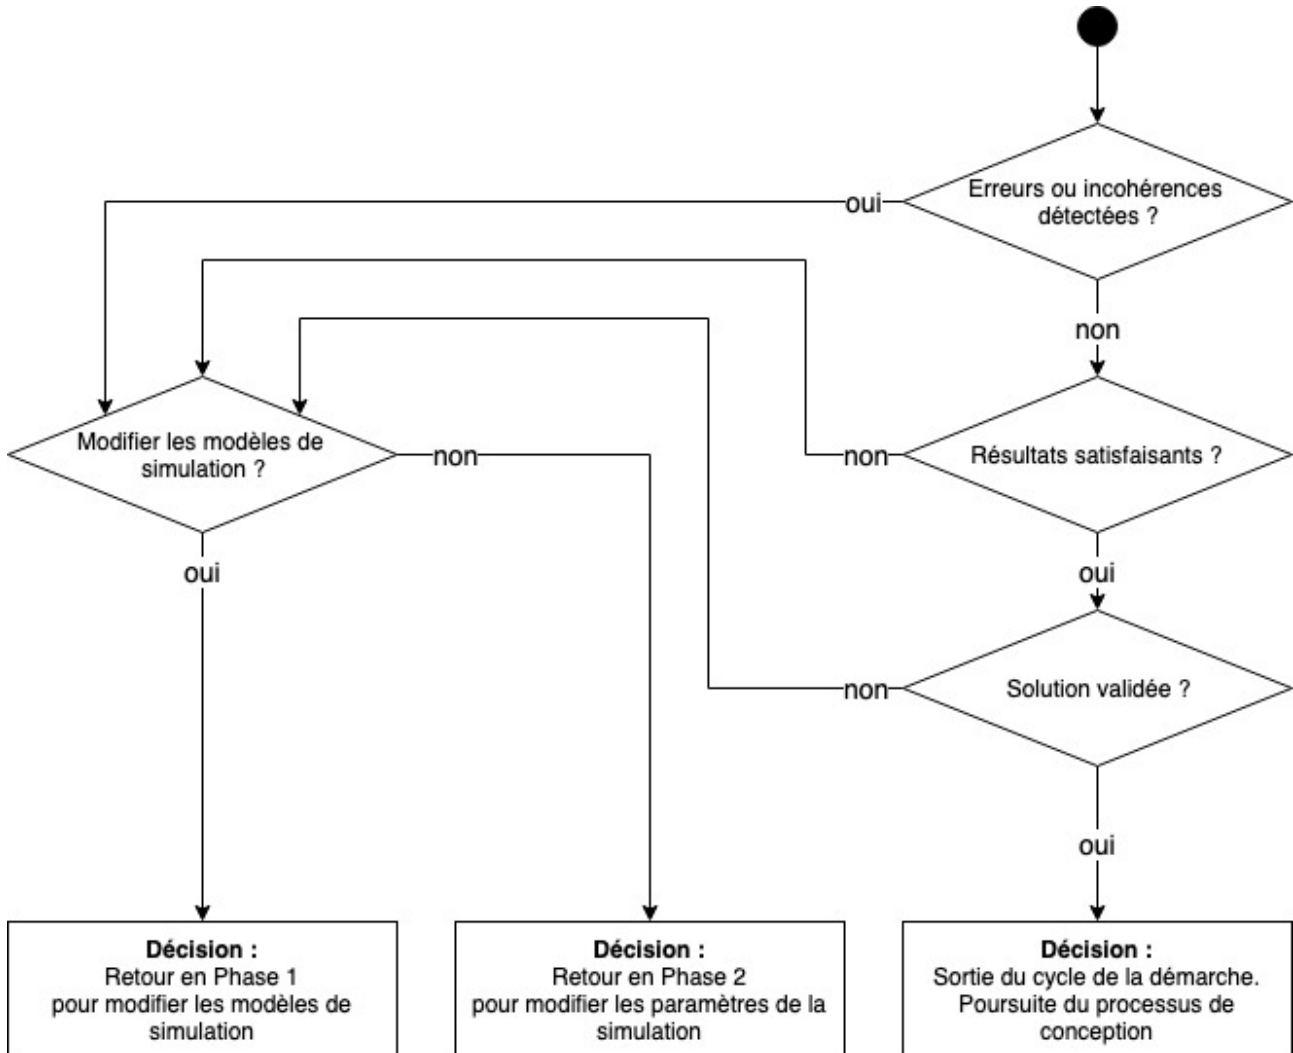 Erreurs ou incohérences
détectées ?
oui
non
Modifier les modèles de
simulation ?
non
non
Résultats satisfaisants ?
oui
oui
non
Solution validée ?
oui
Décision :
Retour en Phase 1
pour modifier les modèles de
simulation
Décision :
Retour en Phase 2
pour modifier les paramètres de la
simulation
Décision :
Sortie du cycle de la démarche.
Poursuite du processus de
conception